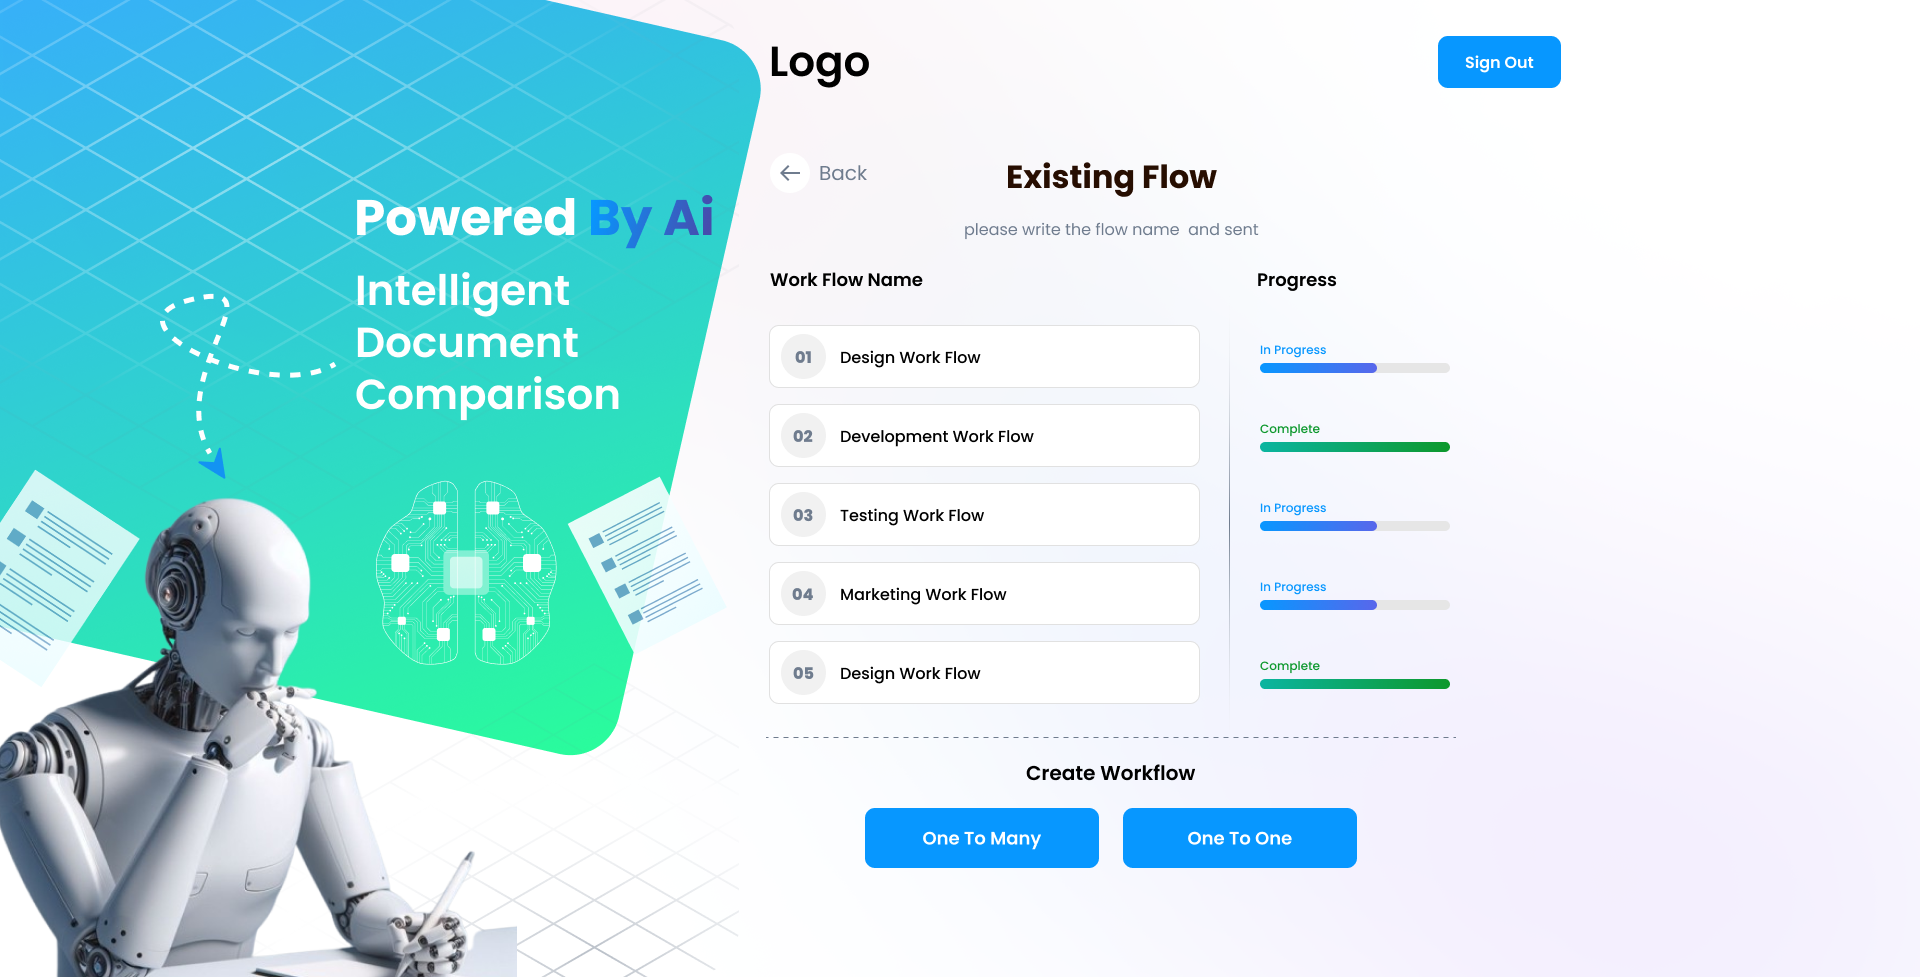 Powered By Ai
Intelligent
Document
Comparison
Logo
Sign Out
Back
Existing Flow
please write the flow name  and sent
Work Flow Name
Progress
01 Design Work Flow
In Progress
02 Development Work Flow
Complete
03 Testing Work Flow
In Progress
04 Marketing Work Flow
In Progress
05 Design Work Flow
Complete
Create Workflow
One To Many
One To One